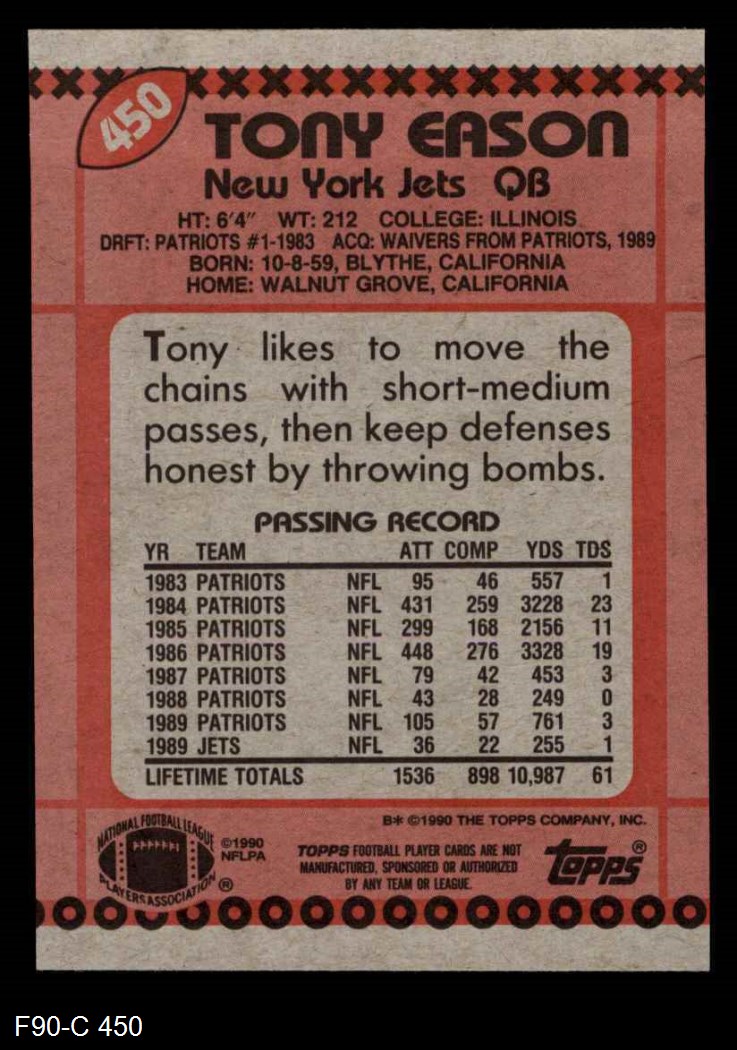 450
TONY EASON
New York Jets QB
HT: 6'4" WT: 212 COLLEGE: ILLINOIS
DRFT: PATRIOTS #1-1983 ACQ: WAIVERS FROM PATRIOTS, 1989
BORN: 10-8-59, BLYTHE, CALIFORNIA
HOME: WALNUT GROVE, CALIFORNIA
Tony likes to move the
chains with short-medium
passes, then keep defenses
honest by throwing bombs.
PASSING RECORD
YR TEAM ATT COMP YDS TDS
1983 PATRIOTS NFL 95 46 557 1
1984 PATRIOTS NFL 431 259 3228 23
1985 PATRIOTS NFL 299 168 2156 11
1986 PATRIOTS NFL 448 276 3328 19
1987 PATRIOTS NFL 79 42 453 3
1988 PATRIOTS NFL 43 28 249 0
1989 PATRIOTS NFL 105 57 761 3
1989 JETS NFL 36 22 255 1
LIFETIME TOTALS 1536 898 10,987 61
B* ©1990 THE TOPPS COMPANY, INC.
NATIONAL FOOTBALL LEAGUE
PLAYERS ASSOCIATION ®
©1990
NFLPA
TOPPS FOOTBALL PLAYER CARDS ARE NOT
MANUFACTURED, SPONSORED OR AUTHORIZED
BY ANY TEAM OR LEAGUE.
topps®
F90-C 450